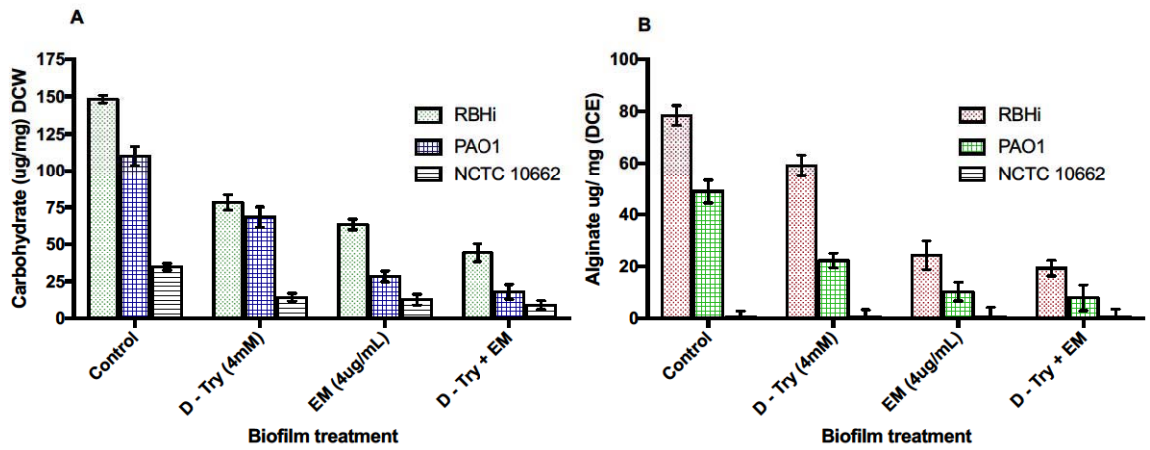 A
Carbohydrate (ug/mg) DCW
175
150
125
100
75
50
25
0
RBHi
PAO1
NCTC 10662
Control
D - Try (4mM)
EM (4ug/mL)
D - Try + EM
Biofilm treatment
B
Alginate ug/ mg (DCE)
100
80
60
40
20
0
RBHi
PAO1
NCTC 10662
Control
D - Try (4mM)
EM (4ug/mL)
D - Try + EM
Biofilm treatment